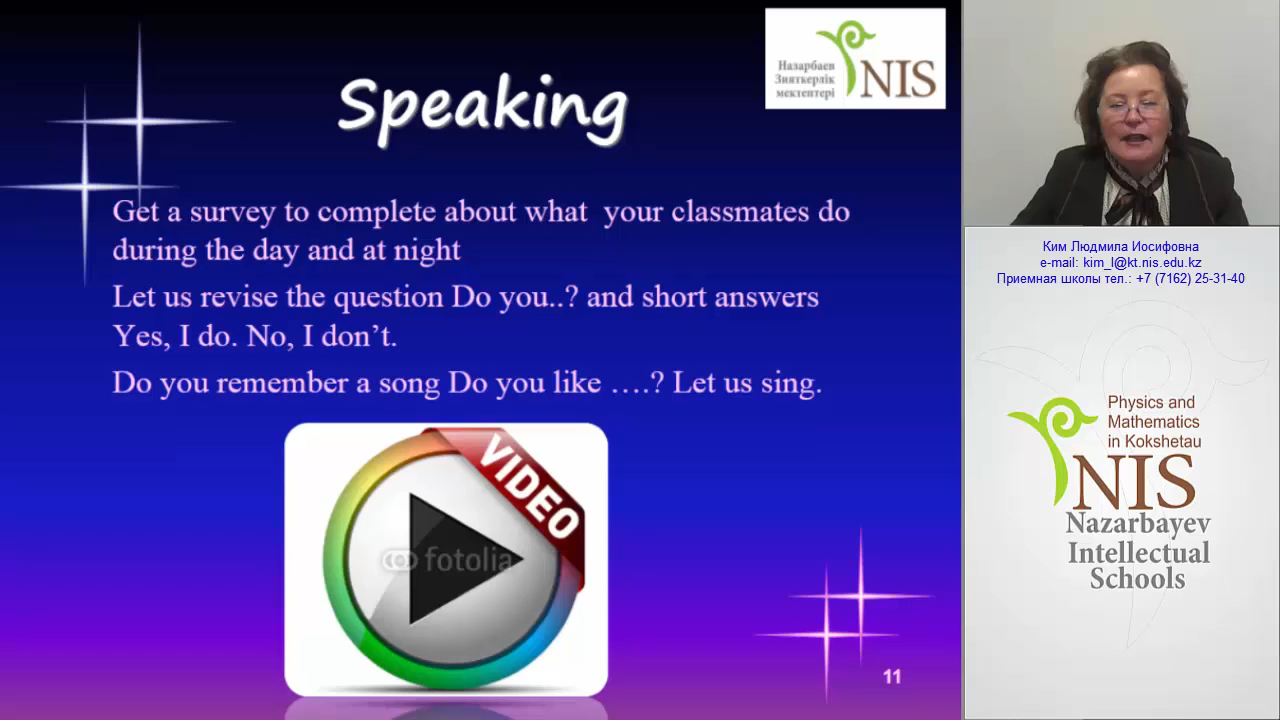 Speaking
Назарбаев
Зияткерлік
мектептері
NIS
Get a survey to complete about what your classmates do
during the day and at night
Let us revise the question Do you..? and short answers
Yes, I do. No, I don’t.
Do you remember a song Do you like ….? Let us sing.
VIDEO
fotolia
11
Ким Людмила Иосифовна
e-mail: kim_l@kt.nis.edu.kz
Приемная школы тел.: +7 (7162) 25-31-40
Physics and
Mathematics
in Kokshetau
NIS
Nazarbayev
Intellectual
Schools